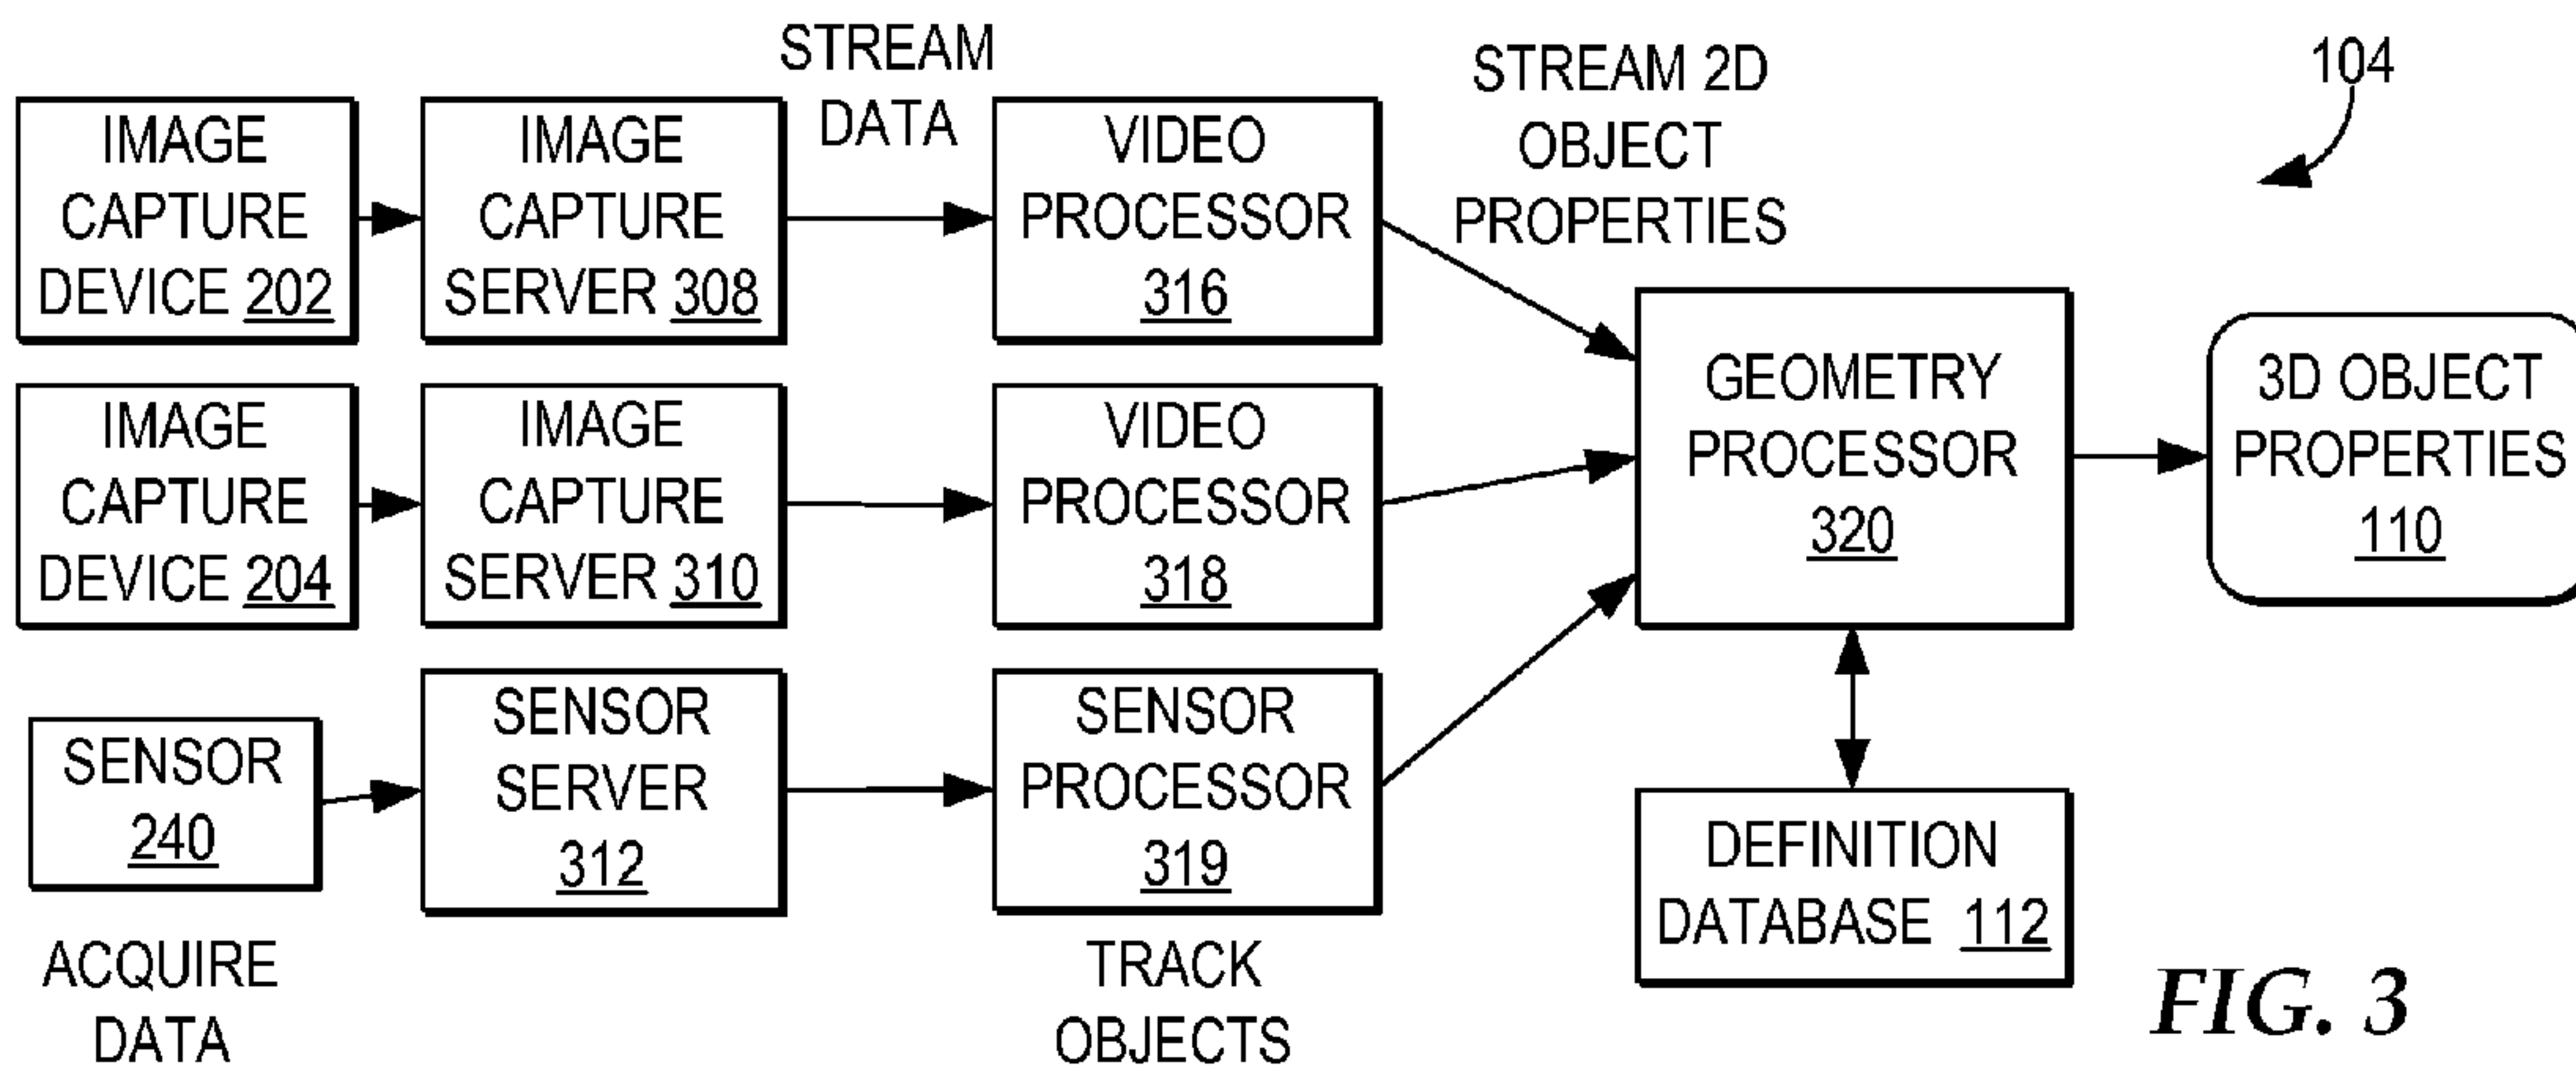 STREAM
DATA
STREAM 2D
OBJECT
PROPERTIES
104
IMAGE
CAPTURE
DEVICE 202
IMAGE
CAPTURE
SERVER 308
VIDEO
PROCESSOR
316
IMAGE
CAPTURE
DEVICE 204
IMAGE
CAPTURE
SERVER 310
VIDEO
PROCESSOR
318
GEOMETRY
PROCESSOR
320
3D OBJECT
PROPERTIES
110
SENSOR
240
SENSOR
SERVER
312
SENSOR
PROCESSOR
319
DEFINITION
DATABASE 112
ACQUIRE
DATA
TRACK
OBJECTS
FIG. 3